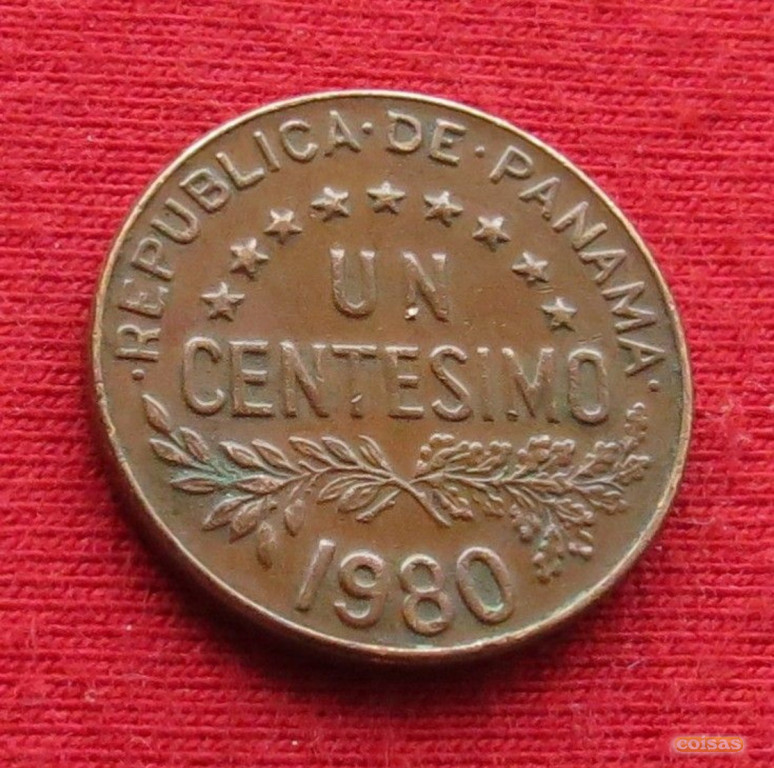 ·REPUBLICA·DE·PANAMA·
UN
CENTESIMO
1980
coisas